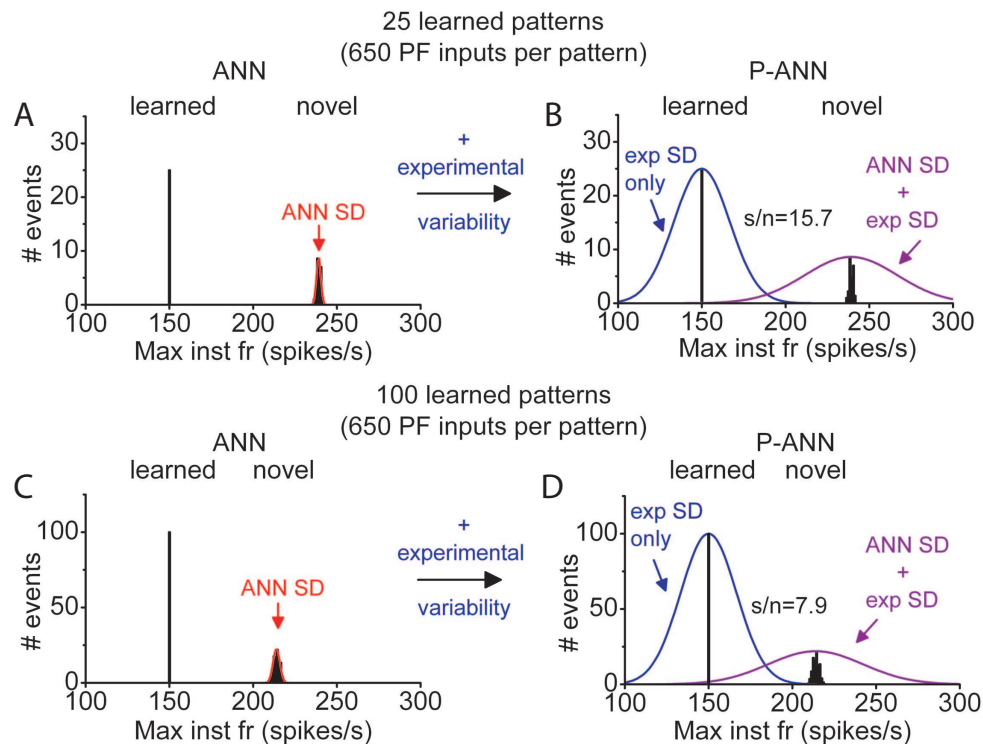 25 learned patterns
(650 PF inputs per pattern)
ANN
P-ANN
A
learned
novel
30
20
10
0
# events
100
150
200
250
300
Max inst fr (spikes/s)
ANN SD
+
experimental
variability
B
learned
novel
30
20
10
0
# events
100
150
200
250
300
Max inst fr (spikes/s)
exp SD
only
s/n=15.7
ANN SD
+
exp SD
100 learned patterns
(650 PF inputs per pattern)
ANN
P-ANN
C
learned
novel
100
50
0
# events
100
150
200
250
300
Max inst fr (spikes/s)
ANN SD
+
experimental
variability
D
learned
novel
100
50
0
# events
100
150
200
250
300
Max inst fr (spikes/s)
exp SD
only
s/n=7.9
ANN SD
+
exp SD